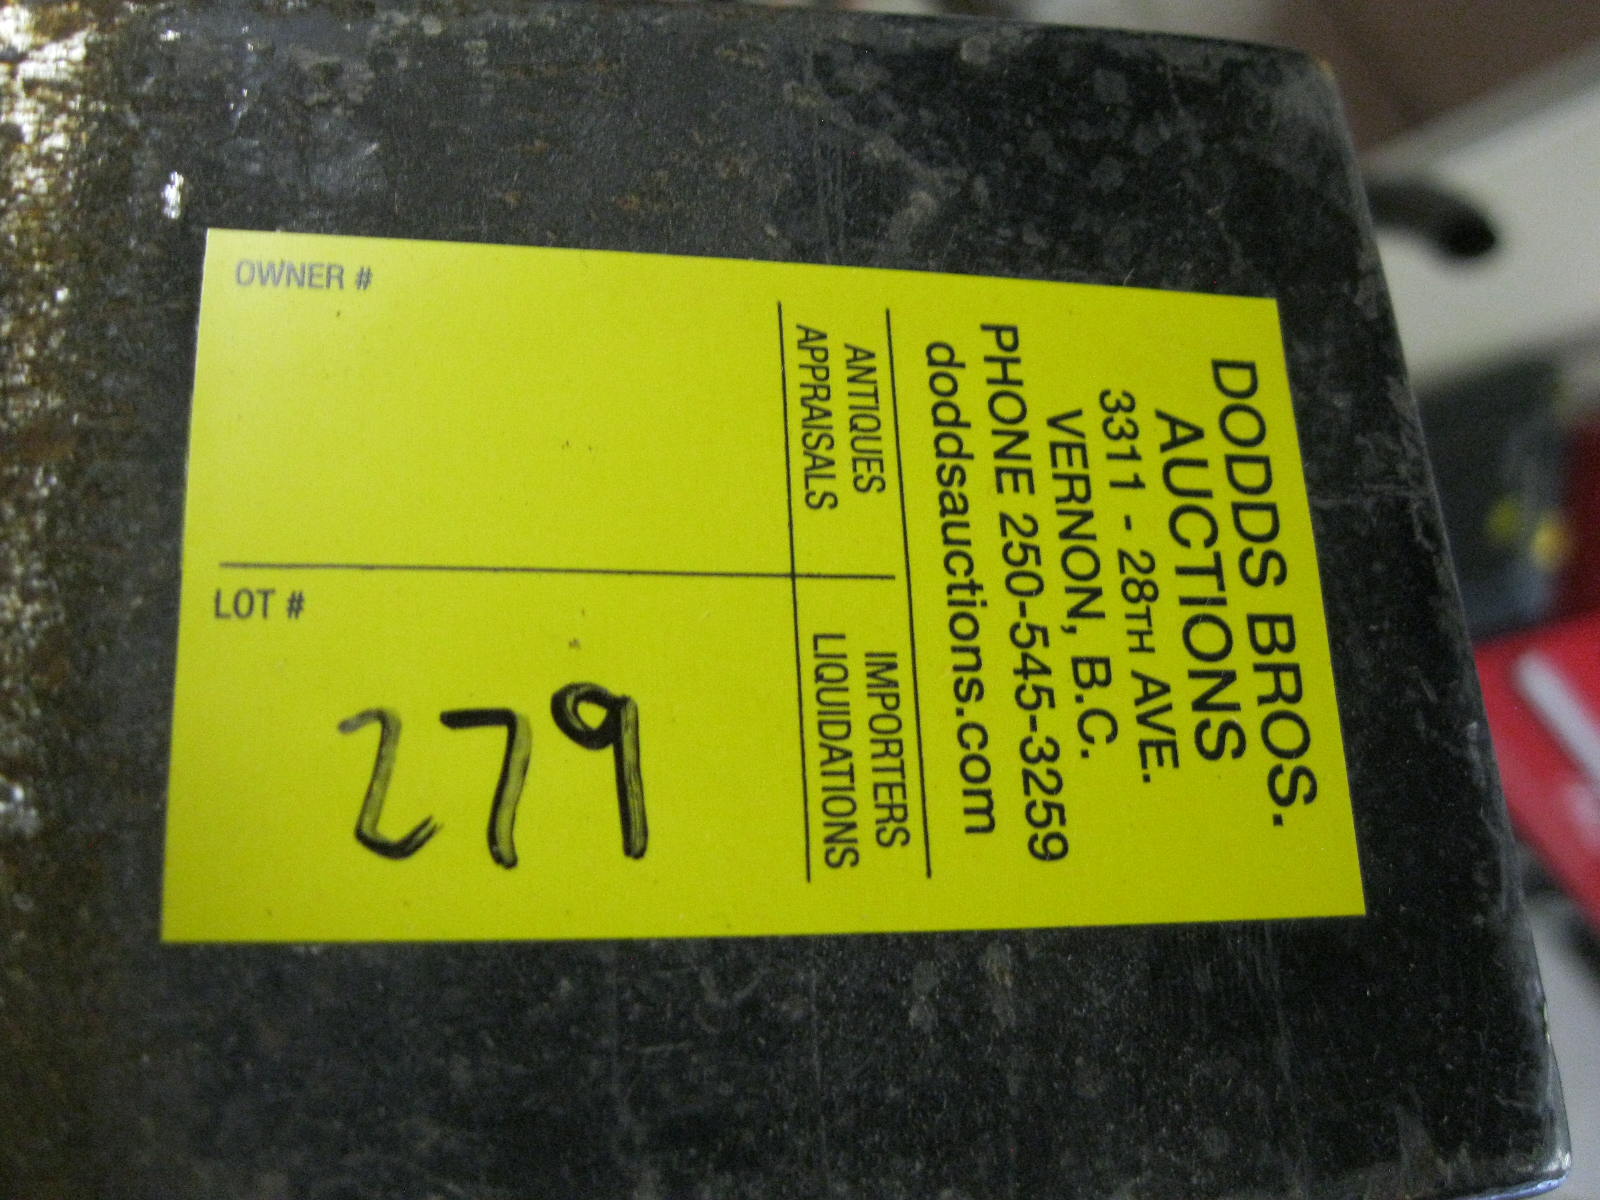 DODDS BROS.
AUCTIONS
3311 - 28TH AVE.
VERNON, B.C.
PHONE 250-545-3259
doddsauctions.com
ANTIQUES
APPRAISALS
IMPORTERS
LIQUIDATIONS
OWNER #
LOT #
279